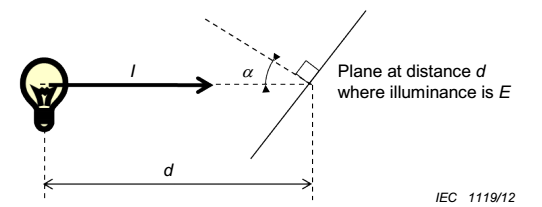 I
α
Plane at distance d
where illuminance is E
d
IEC 1119/12